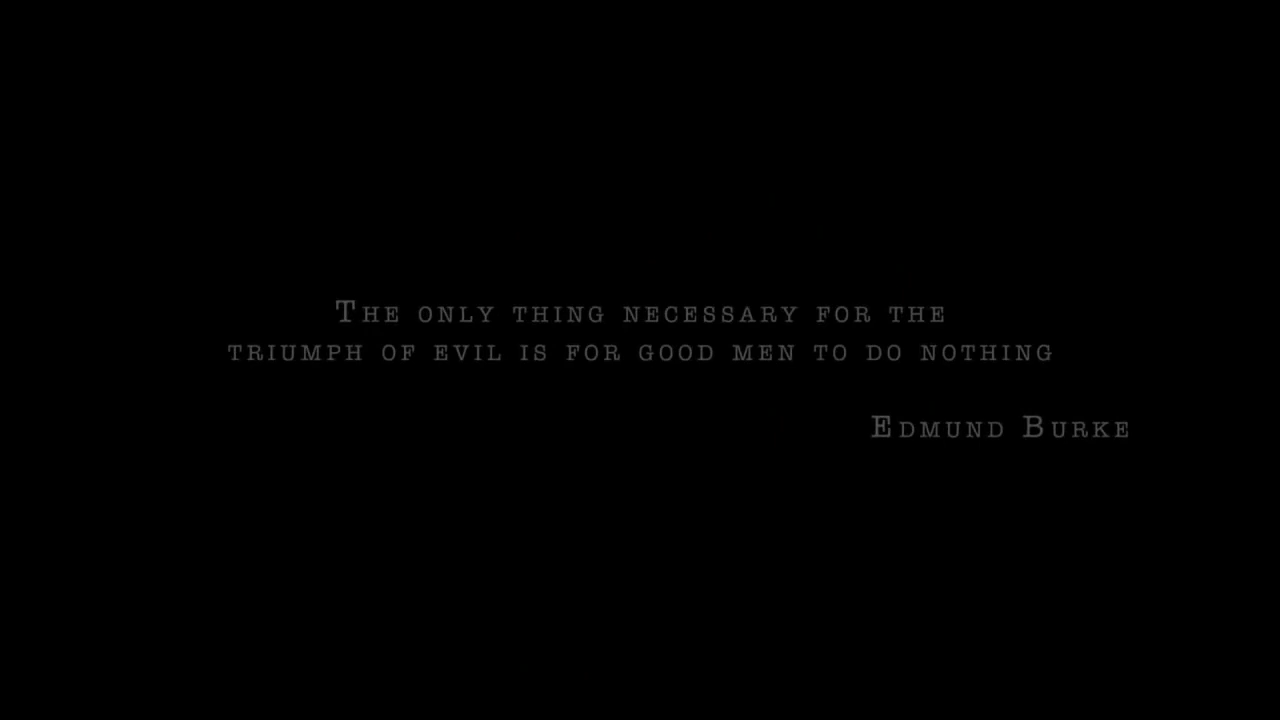 The only thing necessary for the
triumph of evil is for good men to do nothing
Edmund Burke